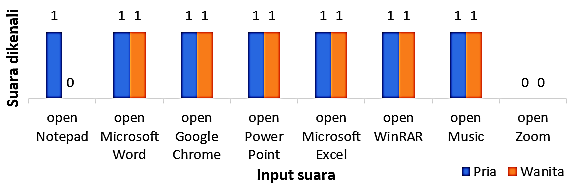 Suara dikenali
1 0 1 1 1 1 1 1 1 1 1 1 1 1 0 0
open Notepad
open Microsoft Word
open Google Chrome
open Power Point
open Microsoft Excel
open WinRAR
open Music
open Zoom
Input suara
Pria Wanita